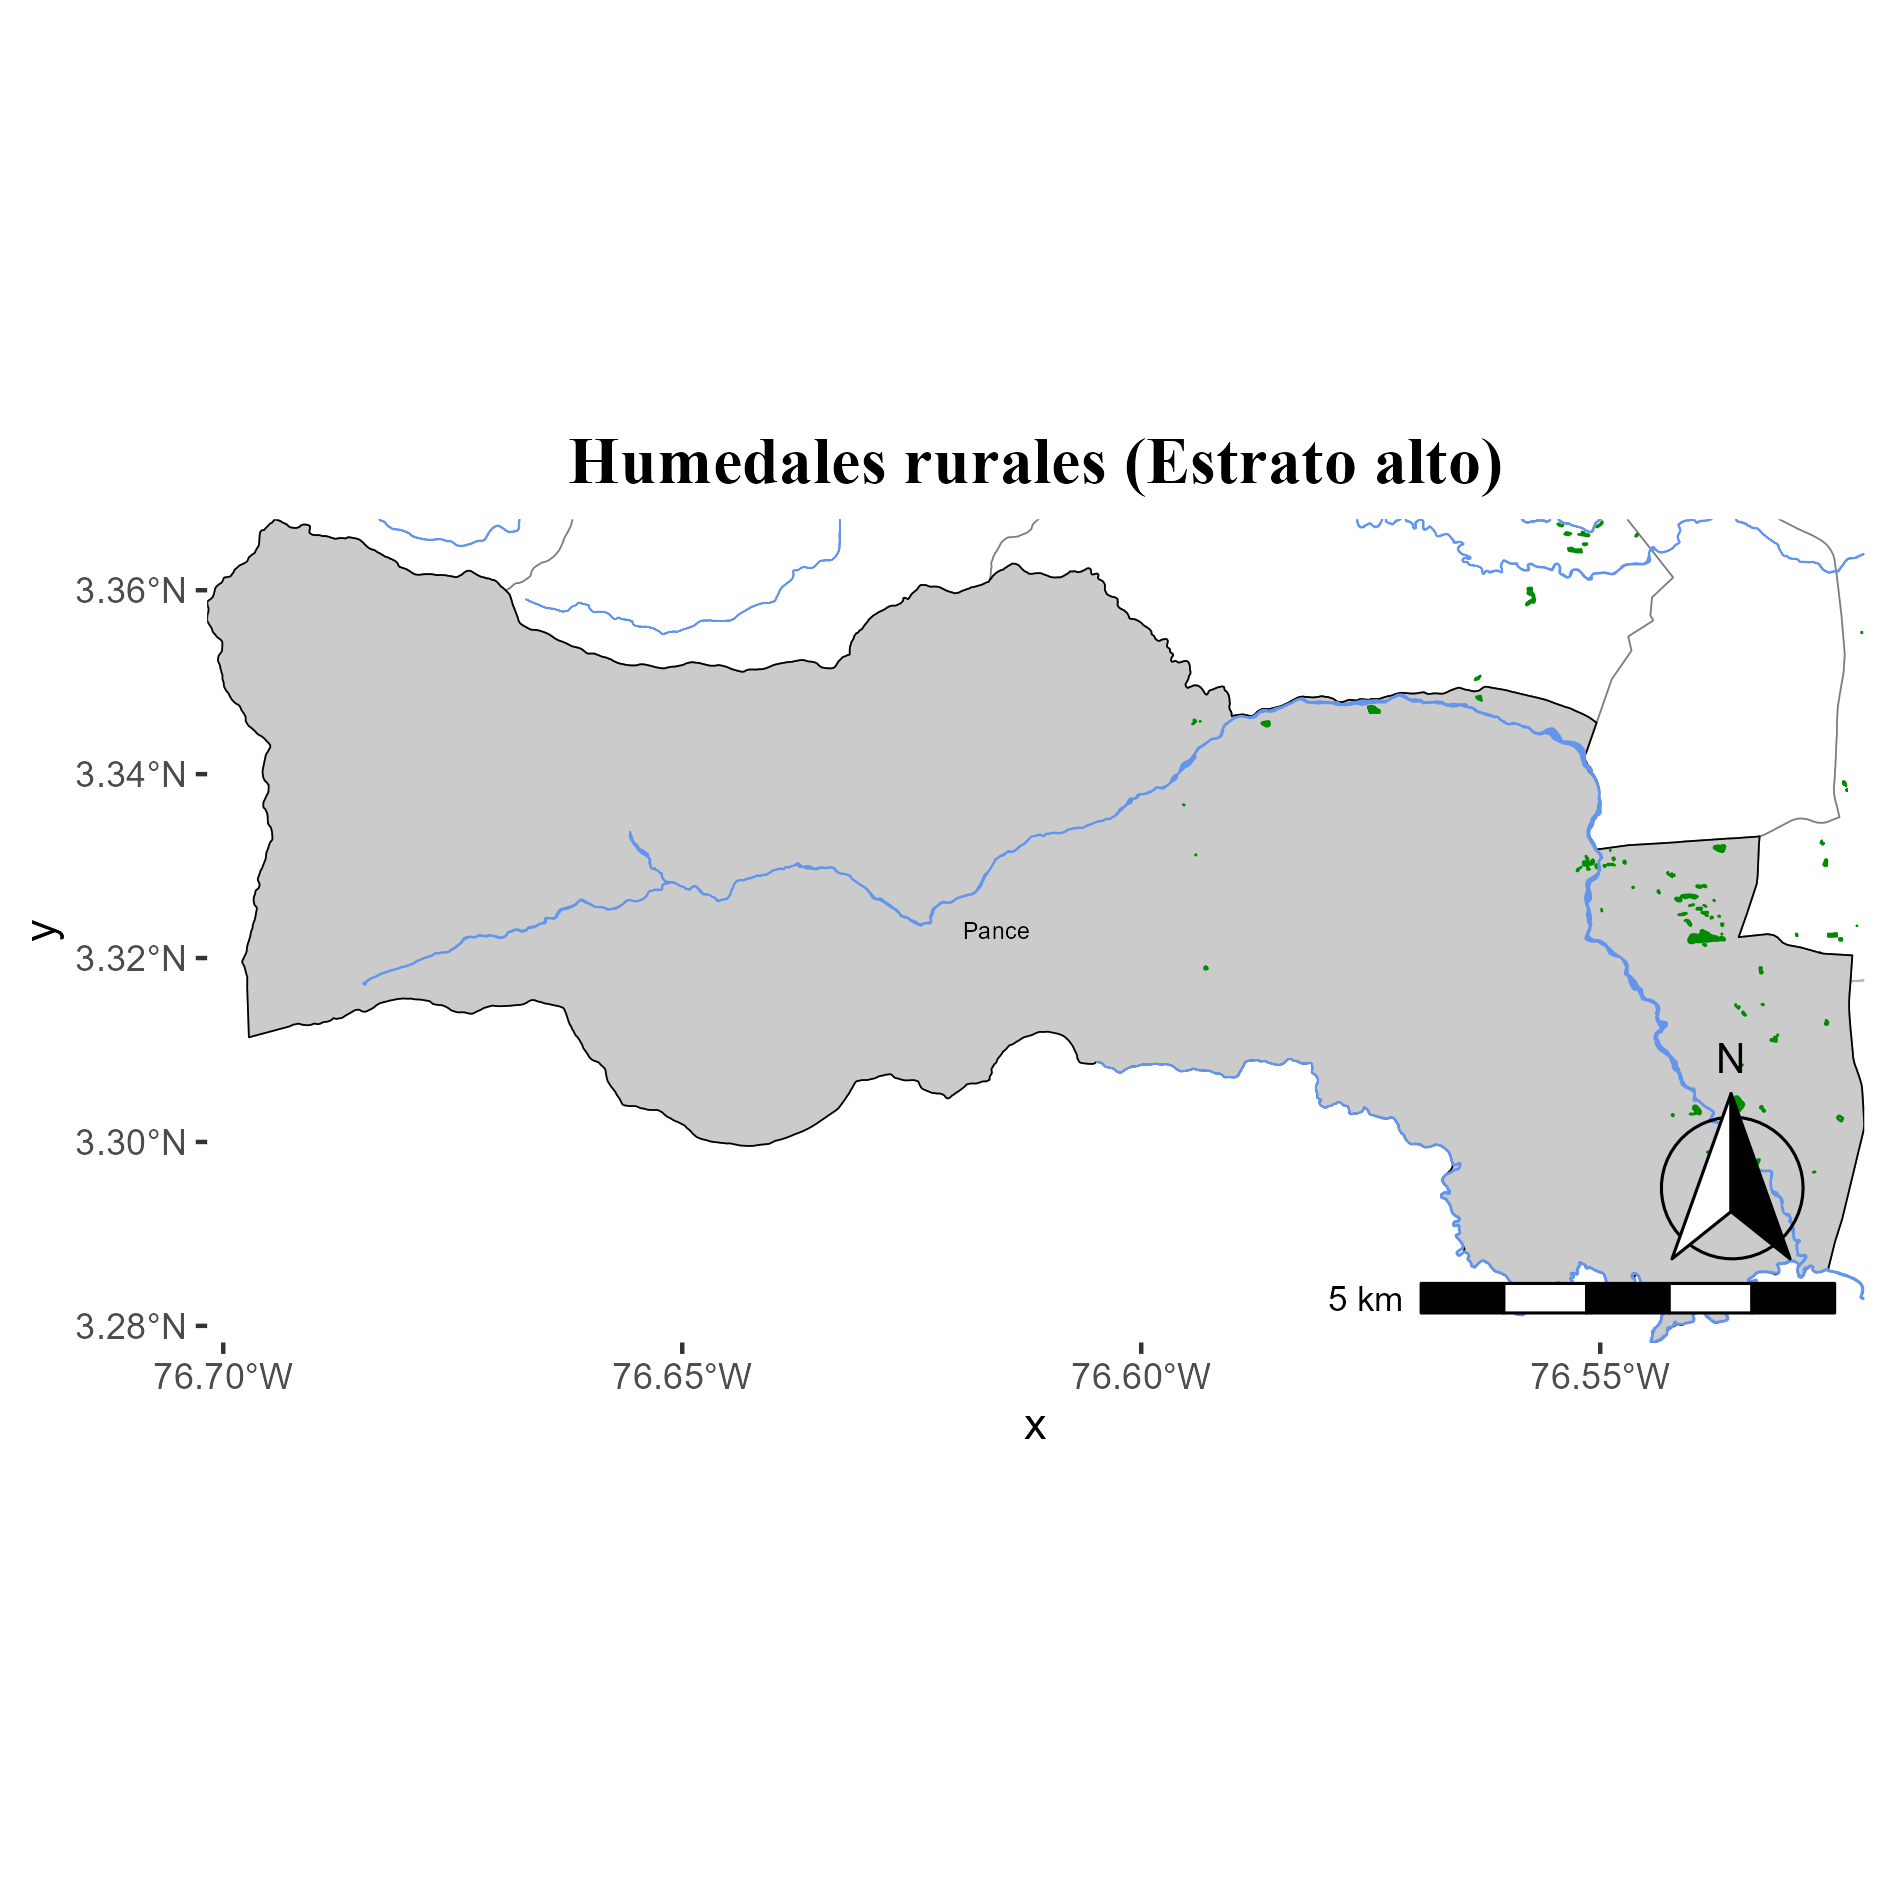 Humedales rurales (Estrato alto)
3.36°N
3.34°N
3.32°N
3.30°N
3.28°N
y
Pance
N
5 km
76.70°W
76.65°W
76.60°W
76.55°W
x